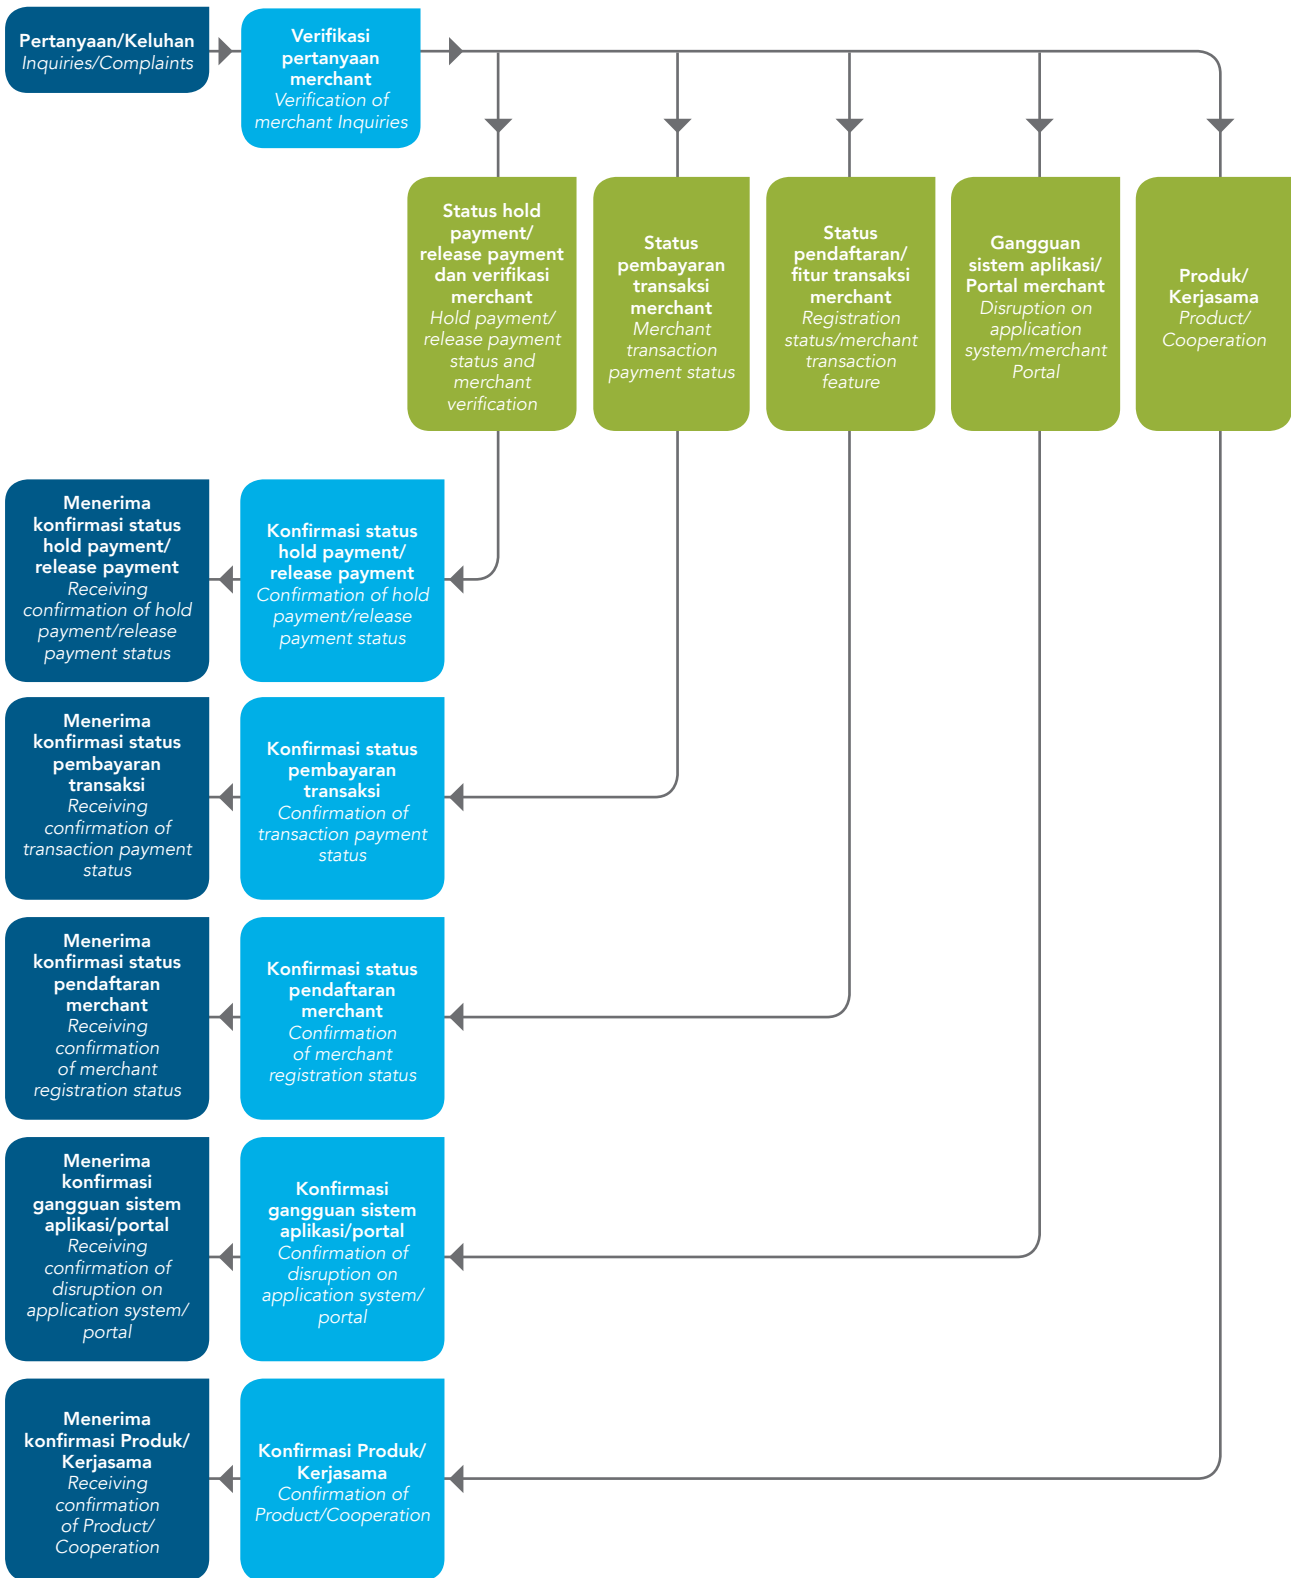 Pertanyaan/Keluhan
Inquiries/Complaints
Verifikasi
pertanyaan
merchant
Verification of
merchant Inquiries
Status hold
payment/
release payment
dan verifikasi
merchant
Hold payment/
release payment
status and
merchant
verification
Status
pembayaran
transaksi
merchant
Merchant
transaction
payment status
Status
pendaftaran/
fitur transaksi
merchant
Registration
status/merchant
transaction
feature
Gangguan
sistem aplikasi/
Portal merchant
Disruption on
application
system/merchant
Portal
Produk/
Kerjasama
Product/
Cooperation
Menerima
konfirmasi status
hold payment/
release payment
Receiving
confirmation of hold
payment/release
payment status
Konfirmasi status
hold payment/
release payment
Confirmation of hold
payment/release
payment status
Menerima
konfirmasi status
pembayaran
transaksi
Receiving
confirmation of
transaction payment
status
Konfirmasi status
pembayaran
transaksi
Confirmation of
transaction payment
status
Menerima
konfirmasi status
pendaftaran
merchant
Receiving
confirmation
of merchant
registration status
Konfirmasi status
pendaftaran
merchant
Confirmation
of merchant
registration status
Menerima
konfirmasi
gangguan sistem
aplikasi/portal
Receiving
confirmation of
disruption on
application system/
portal
Konfirmasi
gangguan sistem
aplikasi/portal
Confirmation of
disruption on
application system/
portal
Menerima
konfirmasi Produk/
Kerjasama
Receiving
confirmation
of Product/
Cooperation
Konfirmasi Produk/
Kerjasama
Confirmation of
Product/Cooperation